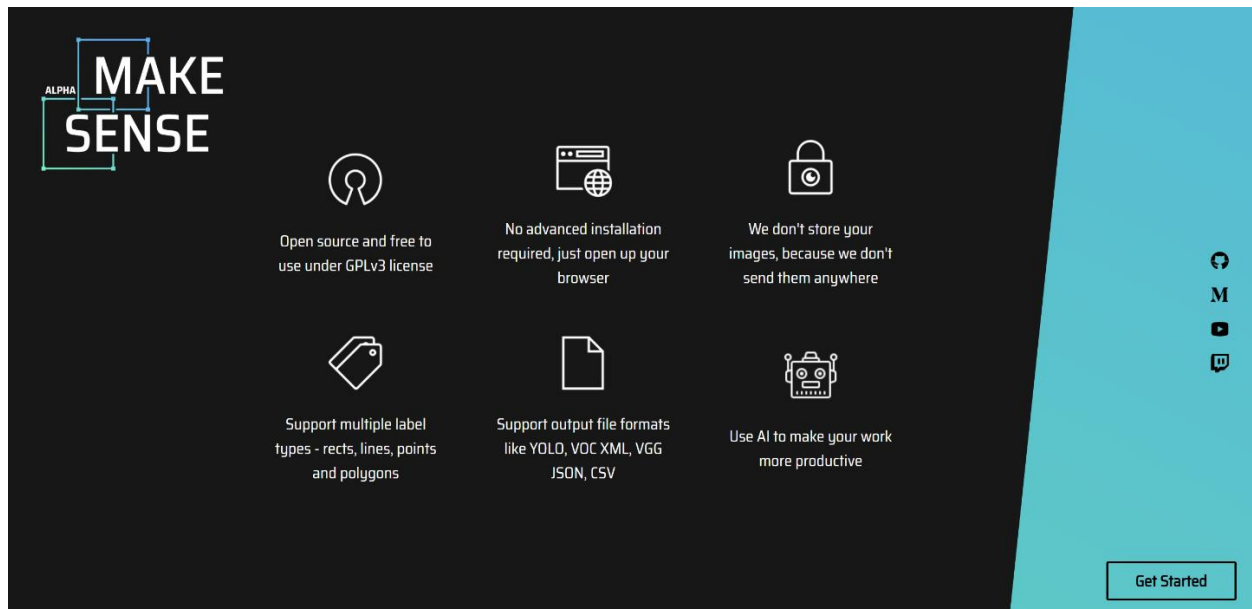 ALPHA
MAKE
SENSE
Open source and free to
use under GPLv3 license
No advanced installation
required, just open up your
browser
We don't store your
images, because we don't
send them anywhere
Support multiple label
types - rects, lines, points
and polygons
Support output file formats
like YOLO, VOC XML, VGG
JSON, CSV
Use AI to make your work
more productive
M
Get Started